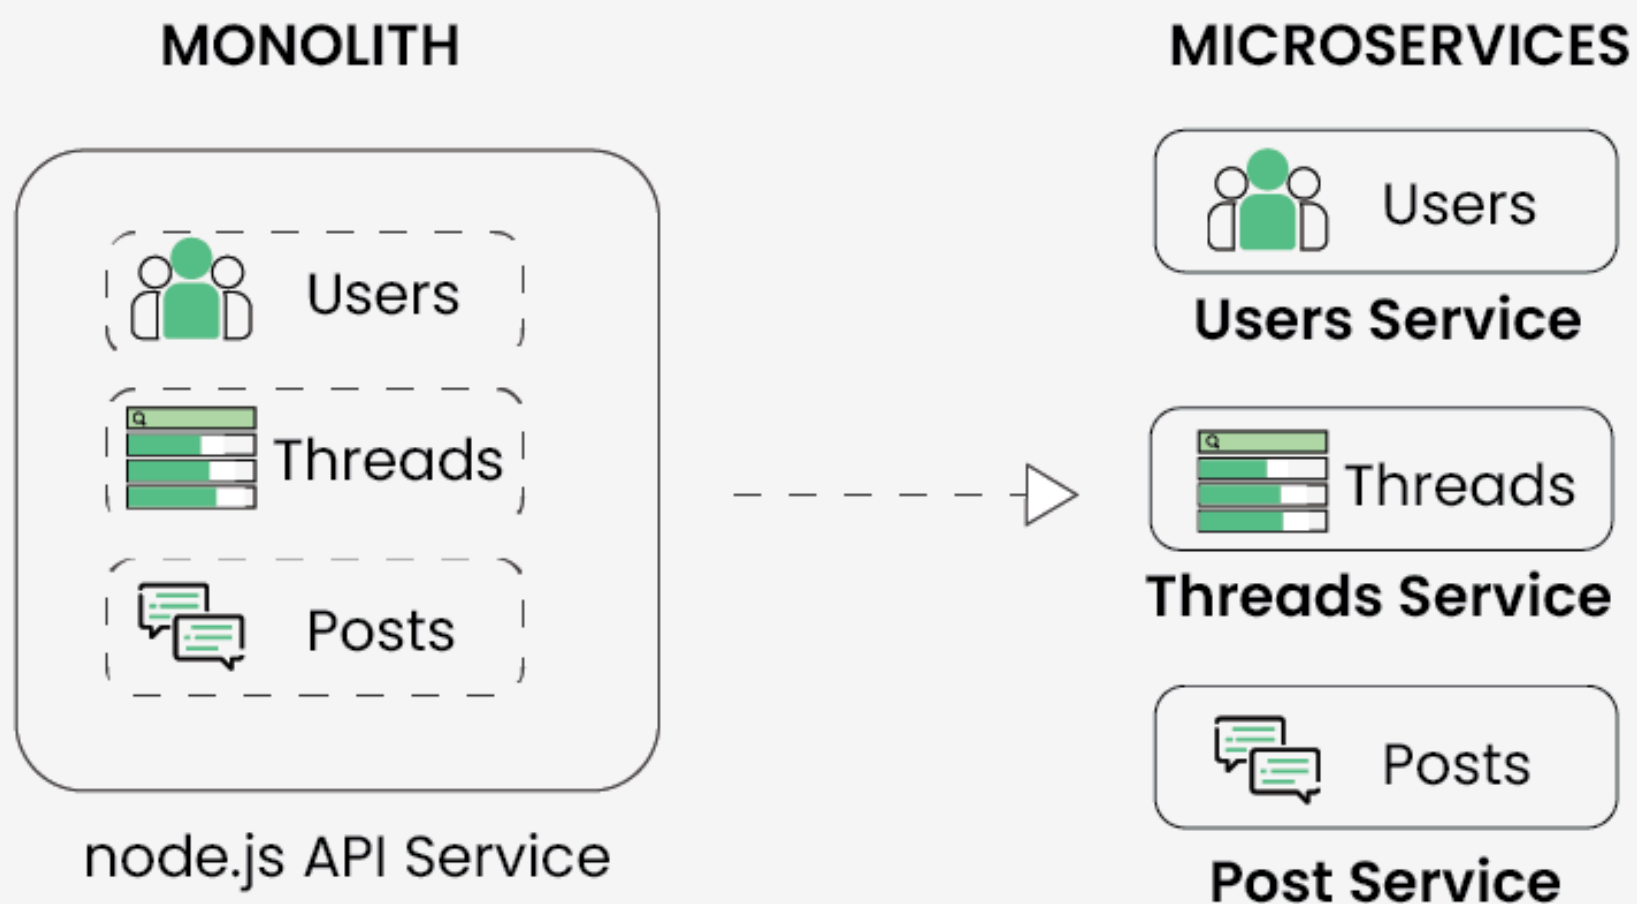 MONOLITH
Users
Threads
Posts
node.js API Service
MICROSERVICES
Users
Users Service
Threads
Threads Service
Posts
Post Service